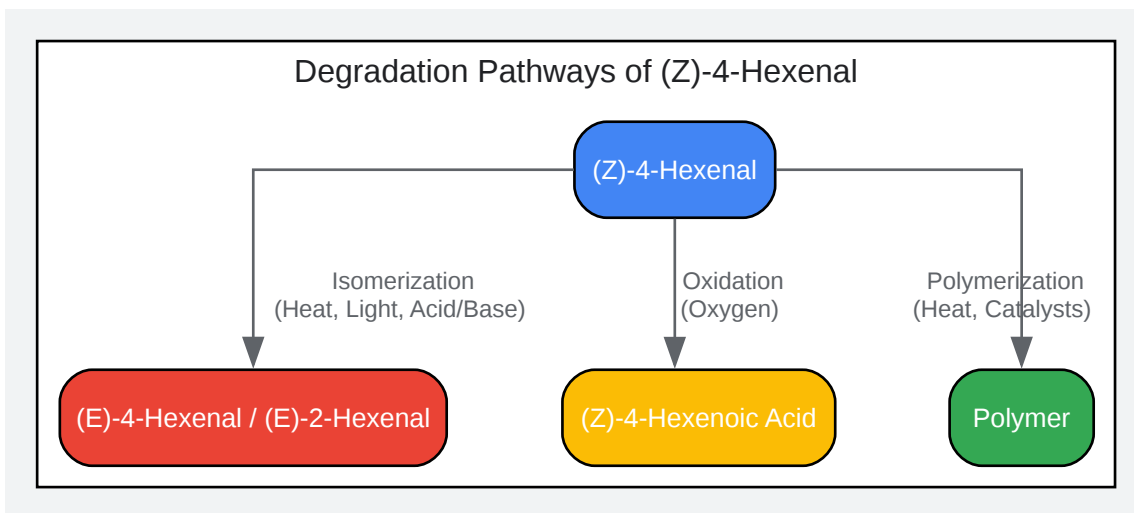 Degradation Pathways of (Z)-4-Hexenal
(Z)-4-Hexenal
Isomerization
(Heat, Light, Acid/Base)
Oxidation
(Oxygen)
Polymerization
(Heat, Catalysts)
(E)-4-Hexenal / (E)-2-Hexenal
(Z)-4-Hexenoic Acid
Polymer